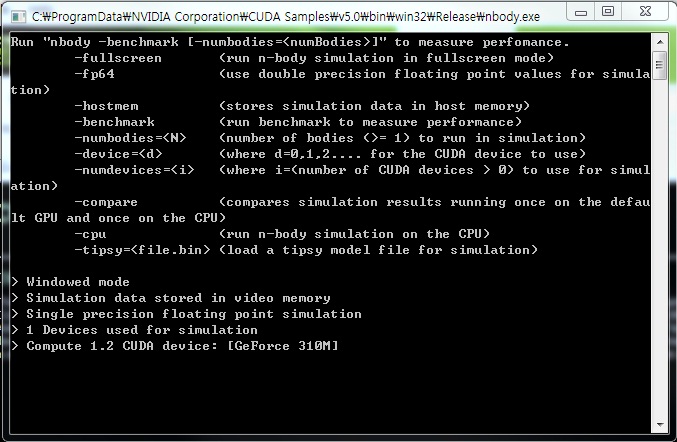 C:₩ProgramData₩NVIDIA Corporation₩CUDA Samples₩v5.0₩bin₩win32₩Release₩nbody.exe
Run "nbody -benchmark [-numbodies=<numBodies>]" to measure perfomance.
-fullscreen (run n-body simulation in fullscreen mode)
-fp64 (use double precision floating point values for simula
tion)
-hostmem (stores simulation data in host memory)
-benchmark (run benchmark to measure performance)
-numbodies=<N> (number of bodies (>= 1) to run in simulation)
-device=<d> (where d=0,1,2.... for the CUDA device to use)
-numdevices=<i> (where i=(number of CUDA devices > 0) to use for simul
ation)
-compare (compares simulation results running once on the defau
lt GPU and once on the CPU)
-cpu (run n-body simulation on the CPU)
-tipsy=<file.bin> (load a tipsy model file for simulation)
> Windowed mode
> Simulation data stored in video memory
> Single precision floating point simulation
> 1 Devices used for simulation
> Compute 1.2 CUDA device: [GeForce 310M]